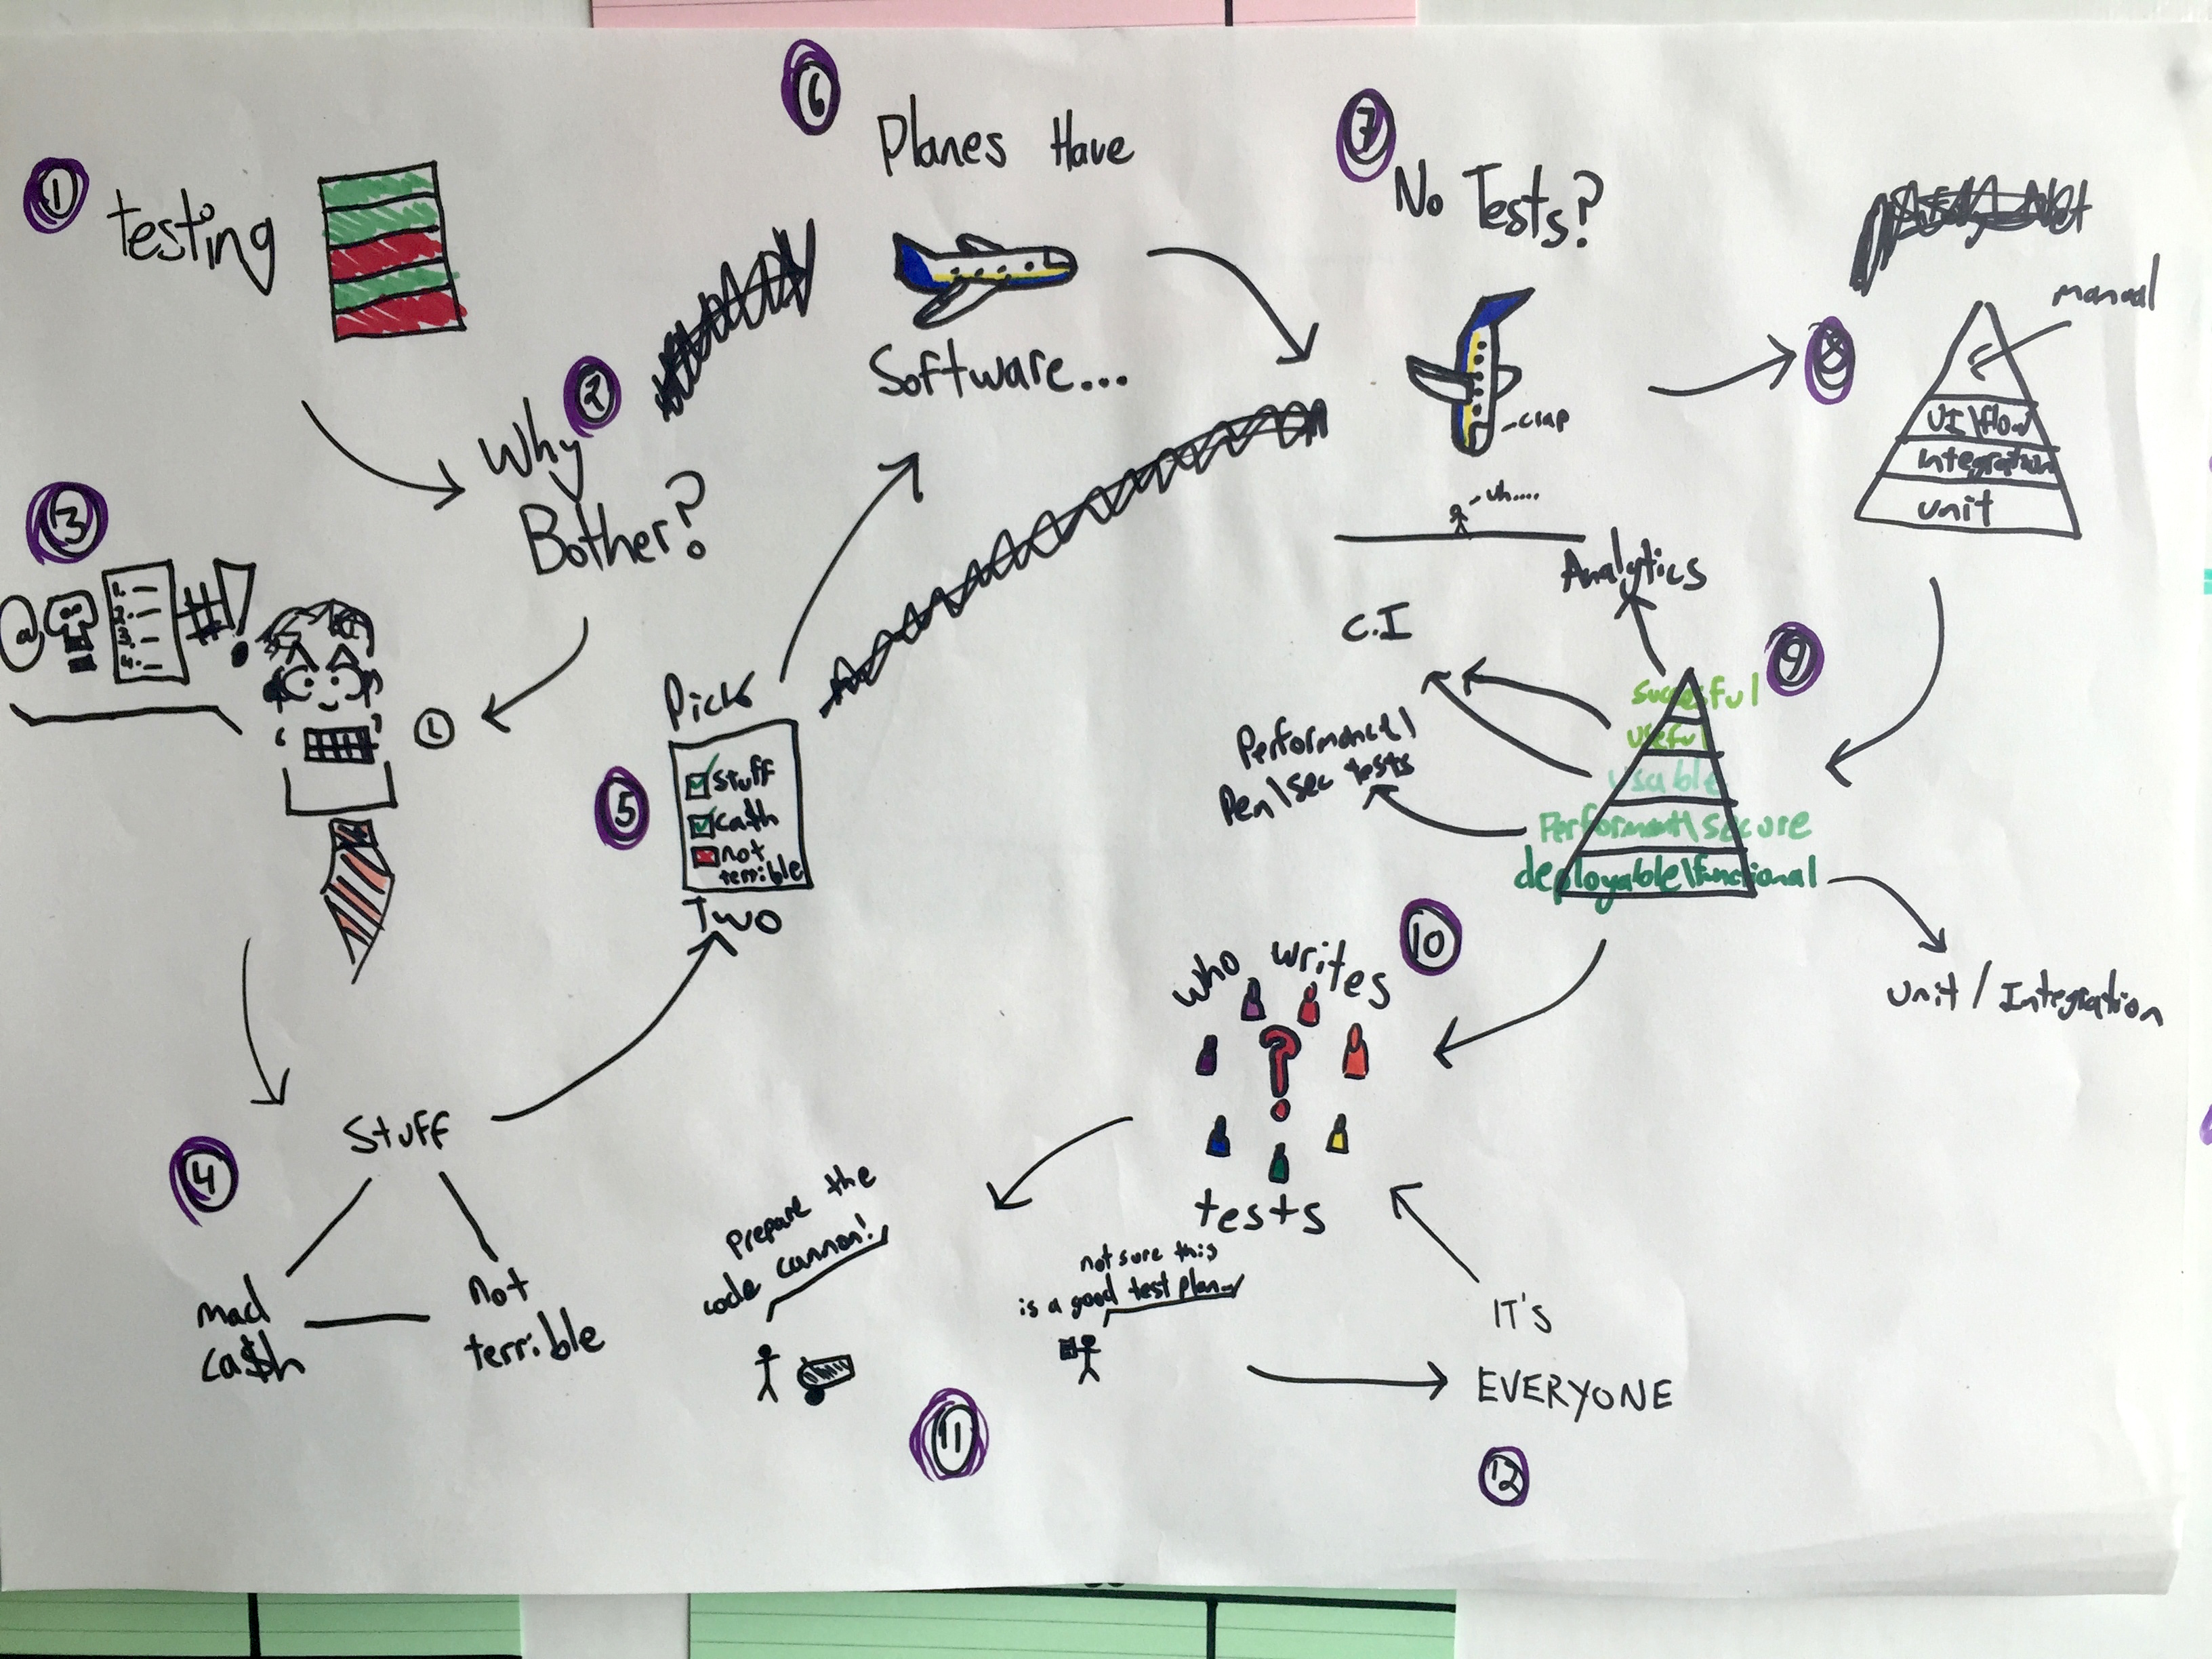 1
testing
2
Why
Bother?
3
@
1.
2.
3.
4.
#!
L
4
Stuff
mad
ca$h
not
terrible
5
Pick
stuff
ca$h
not
terrible
Two
6
Planes Have
Software...
7
No Tests?
crap
uh....
8
manual
UI\flow
integration
unit
9
succesful
useful
usable
Performant\secure
deployable\functional
Analytics
C.I
Performance\
Pen\sec tests
unit / Integration
10
who writes
?
tests
11
prepare the
code cannon!
not sure this
is a good test plan
12
IT's
EVERYONE